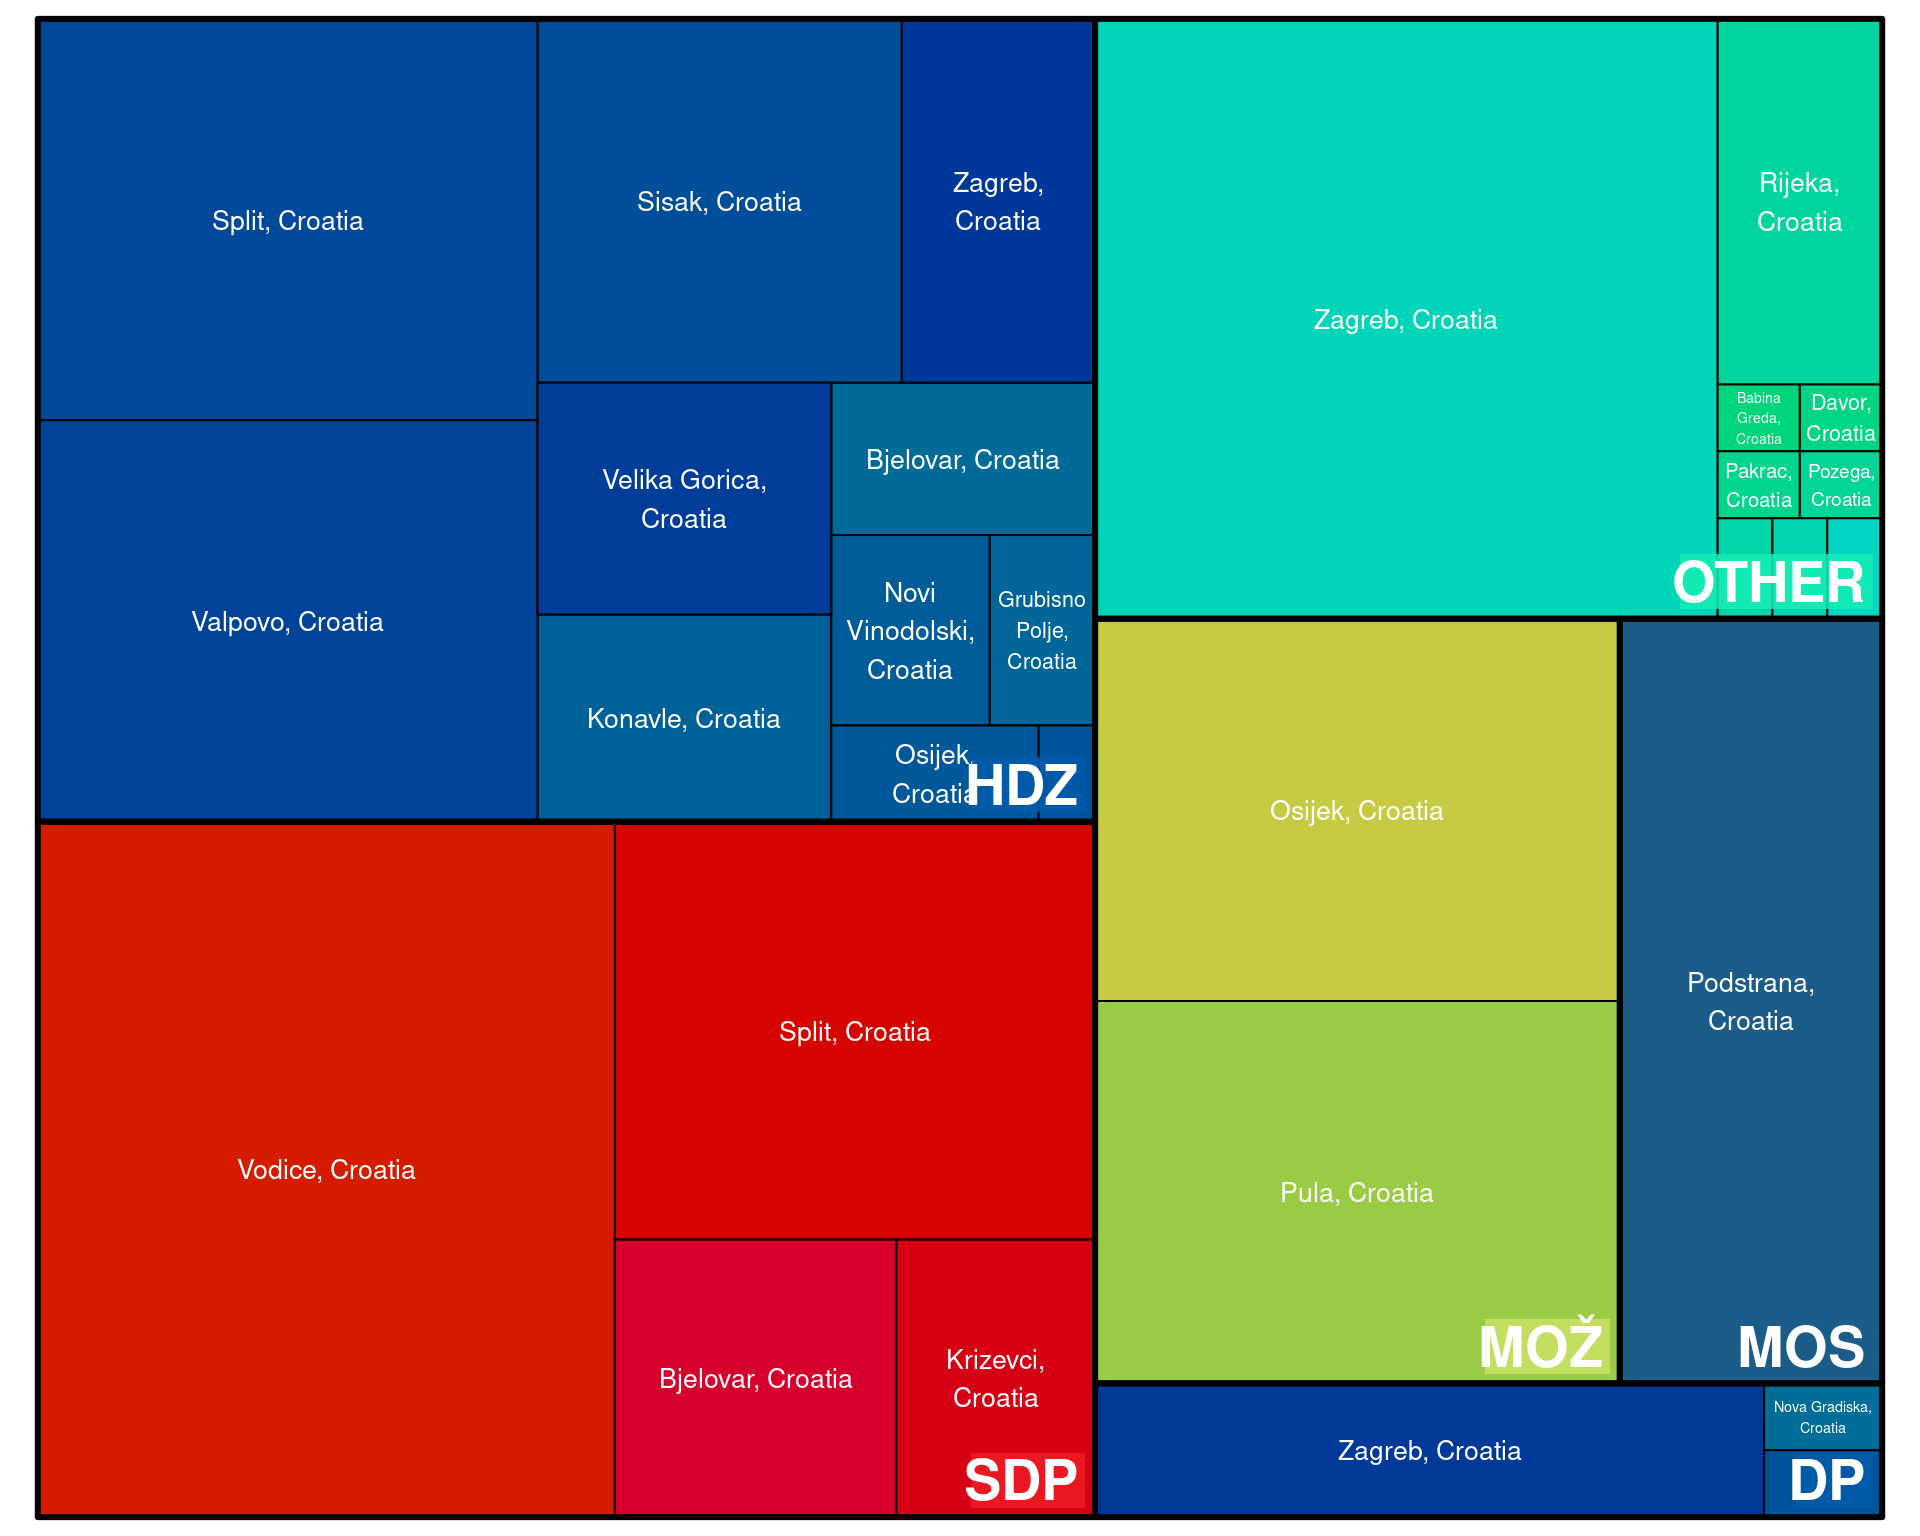 Split, Croatia
Sisak, Croatia
Zagreb,
Croatia
Valpovo, Croatia
Velika Gorica,
Croatia
Bjelovar, Croatia
Novi
Vinodolski,
Croatia
Grubisno
Polje,
Croatia
Konavle, Croatia
Osijek,
Croatia
HDZ
Vodice, Croatia
Split, Croatia
Bjelovar, Croatia
Krizevci,
Croatia
SDP
Zagreb, Croatia
Rijeka,
Croatia
Babina
Greda,
Croatia
Davor,
Croatia
Pakrac,
Croatia
Pozega,
Croatia
OTHER
Osijek, Croatia
Pula, Croatia
MOŽ
Podstrana,
Croatia
MOS
Zagreb, Croatia
Nova Gradiska,
Croatia
DP